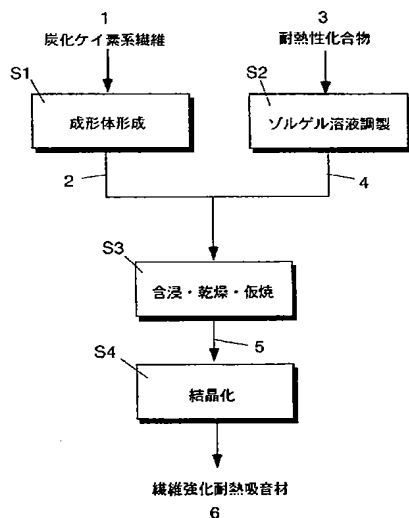 1
炭化ケイ素系繊維
3
耐熱性化合物
S1
成形体形成
S2
ゾルゲル溶液調製
2
4
S3
含浸・乾燥・仮焼
5
S4
結晶化
繊維強化耐熱吸音材
6